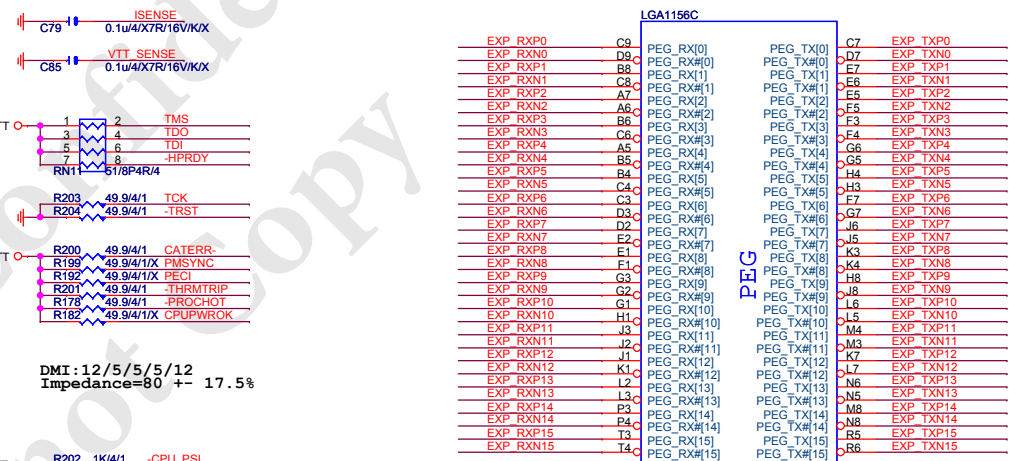 ISENSE
C79 0.1u/4/X7R/16V/K/X
VTT_SENSE
C85 0.1u/4/X7R/16V/K/X
TT
1 2 TMS
3 4 TDO
5 6 TDI
7 8 -HPRDY
RN11 51/8P4R/4
R203 49.9/4/1 TCK
R204 49.9/4/1 -TRST
TT
R200 49.9/4/1 CATERR-
R199 49.9/4/1/X PMSYNC
R192 49.9/4/1/X PECI
R201 49.9/4/1 -THRMTRIP
R178 49.9/4/1 -PROCHOT
R182 49.9/4/1/X CPUPWROK
DMI:12/5/5/5/12
Impedance=80 +- 17.5%
R202 1K/4/1 -CPU_PSI
LGA1156C
EXP_RXP0 C9 PEG_RX[0] PEG_TX[0] C7 EXP_TXP0
EXP_RXN0 D9 PEG_RX#[0] PEG_TX#[0] D7 EXP_TXN0
EXP_RXP1 B8 PEG_RX[1] PEG_TX[1] E7 EXP_TXP1
EXP_RXN1 C8 PEG_RX#[1] PEG_TX#[1] E6 EXP_TXN1
EXP_RXP2 A7 PEG_RX[2] PEG_TX[2] E5 EXP_TXP2
EXP_RXN2 A6 PEG_RX#[2] PEG_TX#[2] F5 EXP_TXN2
EXP_RXP3 B6 PEG_RX[3] PEG_TX[3] F3 EXP_TXP3
EXP_RXN3 C6 PEG_RX#[3] PEG_TX#[3] F4 EXP_TXN3
EXP_RXP4 A5 PEG_RX[4] PEG_TX[4] G6 EXP_TXP4
EXP_RXN4 B5 PEG_RX#[4] PEG_TX#[4] G5 EXP_TXN4
EXP_RXP5 B4 PEG_RX[5] PEG_TX[5] H4 EXP_TXP5
EXP_RXN5 C4 PEG_RX#[5] PEG_TX#[5] H3 EXP_TXN5
EXP_RXP6 C3 PEG_RX[6] PEG_TX[6] F7 EXP_TXP6
EXP_RXN6 D3 PEG_RX#[6] PEG_TX#[6] G7 EXP_TXN6
EXP_RXP7 D2 PEG_RX[7] PEG_TX[7] J6 EXP_TXP7
EXP_RXN7 E2 PEG_RX#[7] PEG_TX#[7] J5 EXP_TXN7
EXP_RXP8 E1 PEG_RX[8] PEG_TX[8] K3 EXP_TXP8
EXP_RXN8 F1 PEG_RX#[8] PEG_TX#[8] K4 EXP_TXN8
EXP_RXP9 G3 PEG_RX[9] PEG_TX[9] H8 EXP_TXP9
EXP_RXN9 G2 PEG_RX#[9] PEG_TX#[9] J8 EXP_TXN9
EXP_RXP10 G1 PEG_RX[10] PEG_TX[10] L6 EXP_TXP10
EXP_RXN10 H1 PEG_RX#[10] PEG_TX#[10] L5 EXP_TXN10
EXP_RXP11 J3 PEG_RX[11] PEG_TX[11] M4 EXP_TXP11
EXP_RXN11 J2 PEG_RX#[11] PEG_TX#[11] M3 EXP_TXN11
EXP_RXP12 J1 PEG_RX[12] PEG_TX[12] K7 EXP_TXP12
EXP_RXN12 K1 PEG_RX#[12] PEG_TX#[12] L7 EXP_TXN12
EXP_RXP13 L2 PEG_RX[13] PEG_TX[13] N6 EXP_TXP13
EXP_RXN13 L3 PEG_RX#[13] PEG_TX#[13] N5 EXP_TXN13
EXP_RXP14 P3 PEG_RX[14] PEG_TX[14] M8 EXP_TXP14
EXP_RXN14 P4 PEG_RX#[14] PEG_TX#[14] N8 EXP_TXN14
EXP_RXP15 T3 PEG_RX[15] PEG_TX[15] R5 EXP_TXP15
EXP_RXN15 T4 PEG_RX#[15] PEG_TX#[15] R6 EXP_TXN15
PEG
Copy
not